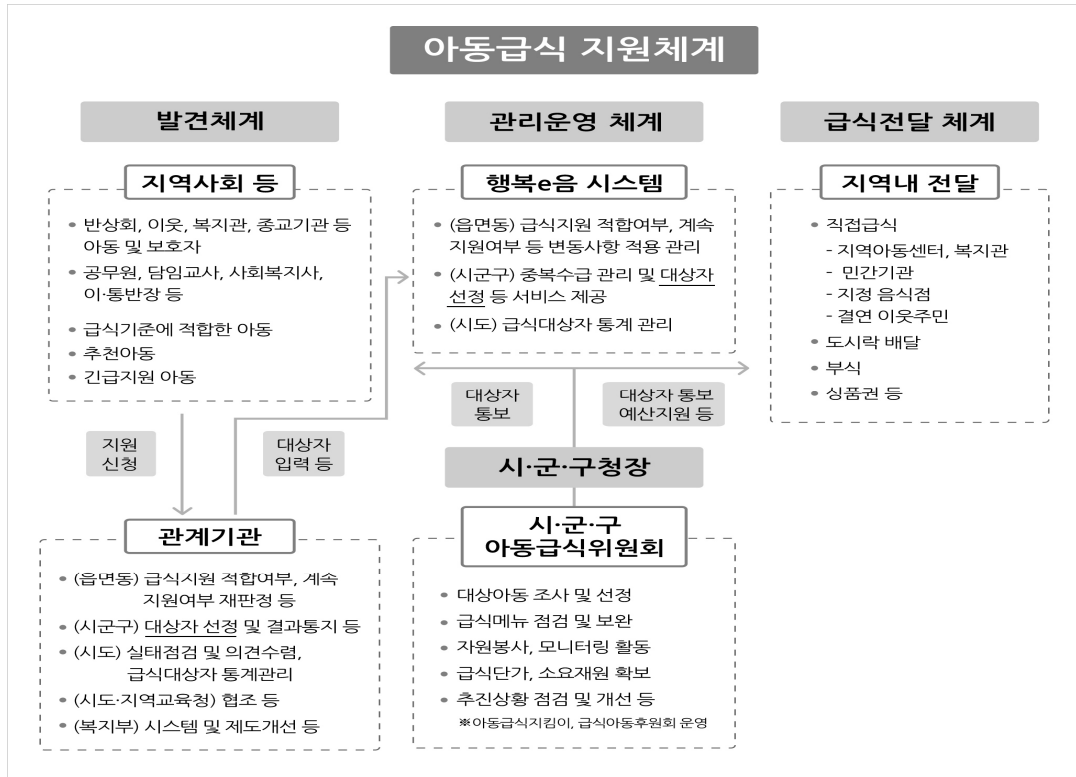 아동급식 지원체계
발견체계
지역사회 등
• 반상회, 이웃, 복지관, 종교기관 등
아동 및 보호자
• 공무원, 담임교사, 사회복지사,
이·통반장 등
• 급식기준에 적합한 아동
• 추천아동
• 긴급지원 아동
지원
신청
대상자
입력 등
관계기관
• (읍면동) 급식지원 적합여부, 계속
지원여부 재판정 등
• (시군구) 대상자 선정 및 결과통지 등
• (시도) 실태점검 및 의견수렴,
급식대상자 통계관리
• (시도·지역교육청) 협조 등
• (복지부) 시스템 및 제도개선 등
관리운영 체계
행복e음 시스템
• (읍면동) 급식지원 적합여부, 계속
지원여부 등 변동사항 적용 관리
• (시군구) 중복수급 관리 및 대상자
선정 등 서비스 제공
• (시도) 급식대상자 통계 관리
대상자
통보
대상자 통보
예산지원 등
시·군·구청장
시·군·구
아동급식위원회
• 대상아동 조사 및 선정
• 급식메뉴 점검 및 보완
• 자원봉사, 모니터링 활동
• 급식단가, 소요재원 확보
• 추진상황 점검 및 개선 등
※아동급식지킴이, 급식아동후원회 운영
급식전달 체계
지역내 전달
• 직접급식
- 지역아동센터, 복지관
- 민간기관
- 지정 음식점
- 결연 이웃주민
• 도시락 배달
• 부식
• 상품권 등